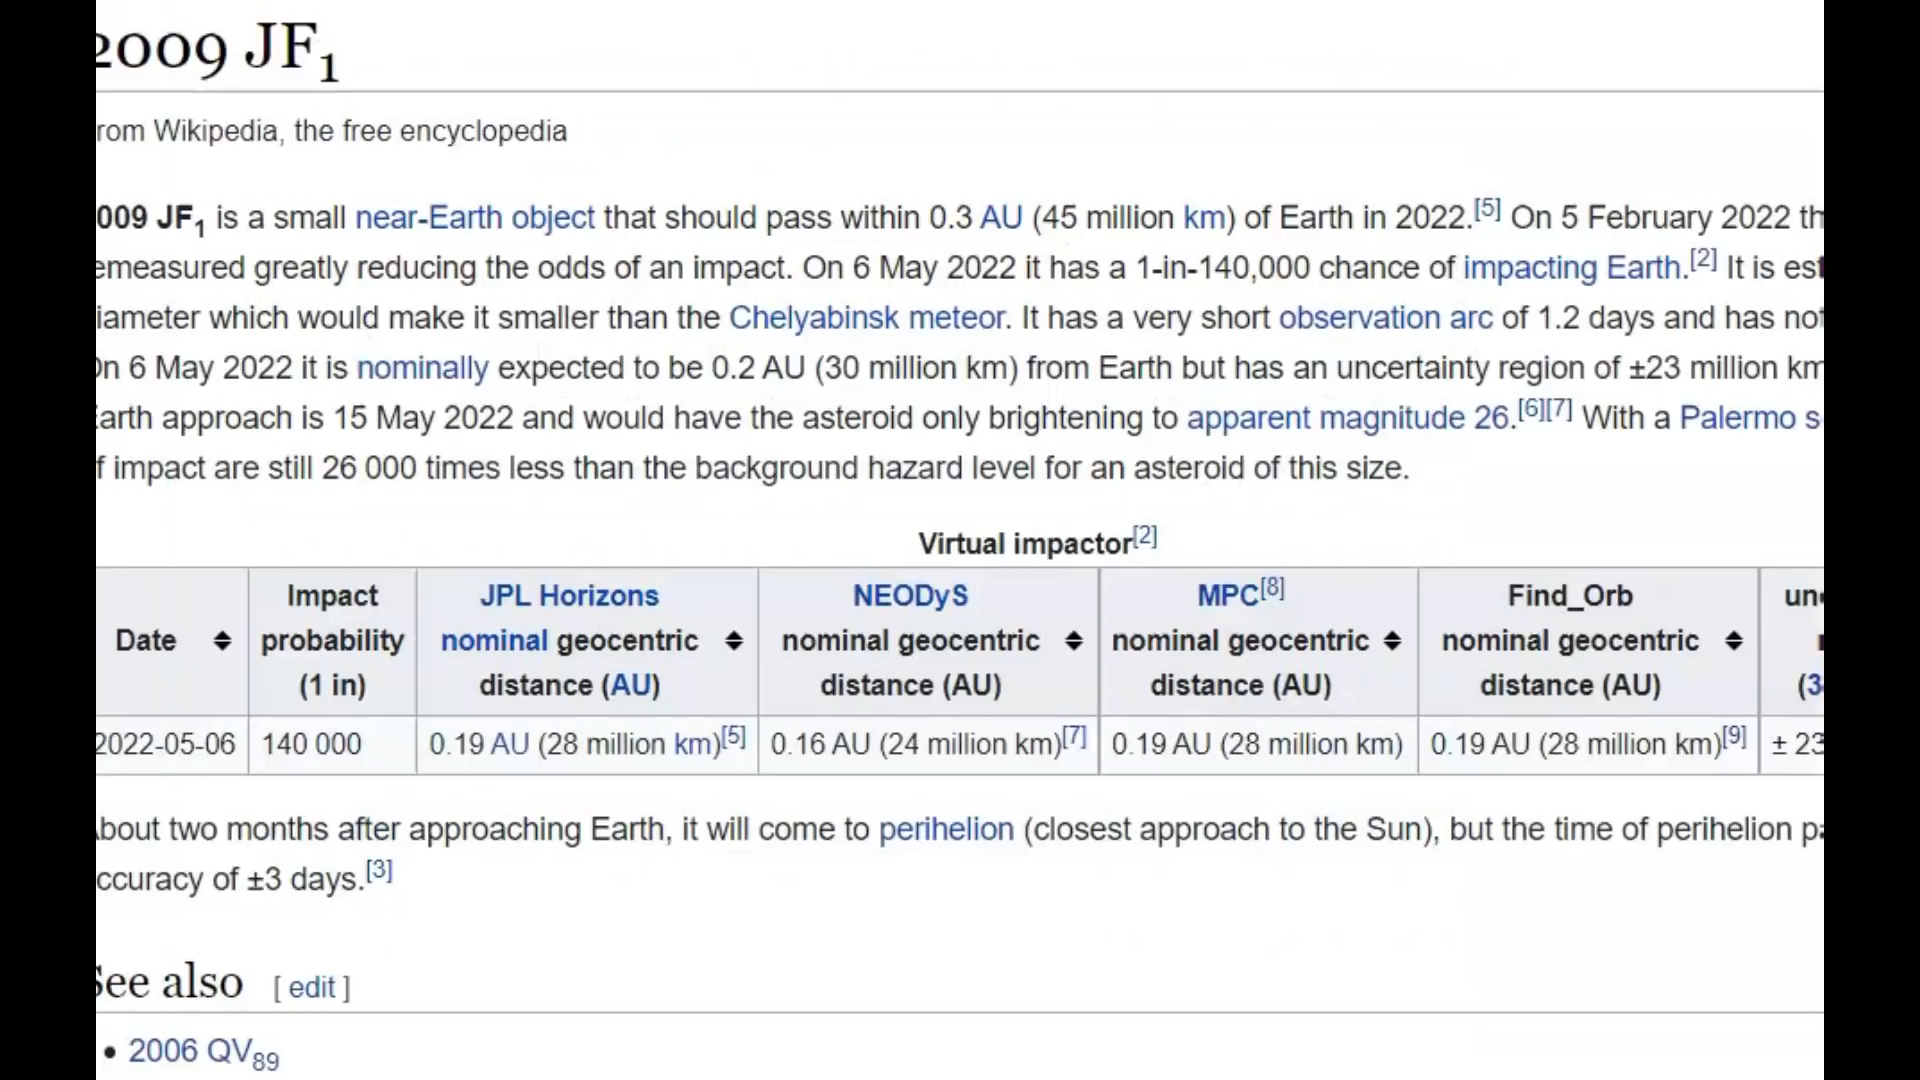 2009 JF1
rom Wikipedia, the free encyclopedia
009 JF1 is a small near-Earth object that should pass within 0.3 AU (45 million km) of Earth in 2022.[5] On 5 February 2022 th
emeasured greatly reducing the odds of an impact. On 6 May 2022 it has a 1-in-140,000 chance of impacting Earth.[2] It is est
iameter which would make it smaller than the Chelyabinsk meteor. It has a very short observation arc of 1.2 days and has not
On 6 May 2022 it is nominally expected to be 0.2 AU (30 million km) from Earth but has an uncertainty region of ±23 million km
Earth approach is 15 May 2022 and would have the asteroid only brightening to apparent magnitude 26.[6][7] With a Palermo s
f impact are still 26 000 times less than the background hazard level for an asteroid of this size.
Virtual impactor[2]
Date Impact probability (1 in) JPL Horizons nominal geocentric distance (AU) NEODyS nominal geocentric distance (AU) MPC[8] nominal geocentric distance (AU) Find_Orb nominal geocentric distance (AU)
2022-05-06 140 000 0.19 AU (28 million km)[5] 0.16 AU (24 million km)[7] 0.19 AU (28 million km) 0.19 AU (28 million km)[9] ± 23
About two months after approaching Earth, it will come to perihelion (closest approach to the Sun), but the time of perihelion pa
ccuracy of ±3 days.[3]
See also [ edit ]
• 2006 QV89